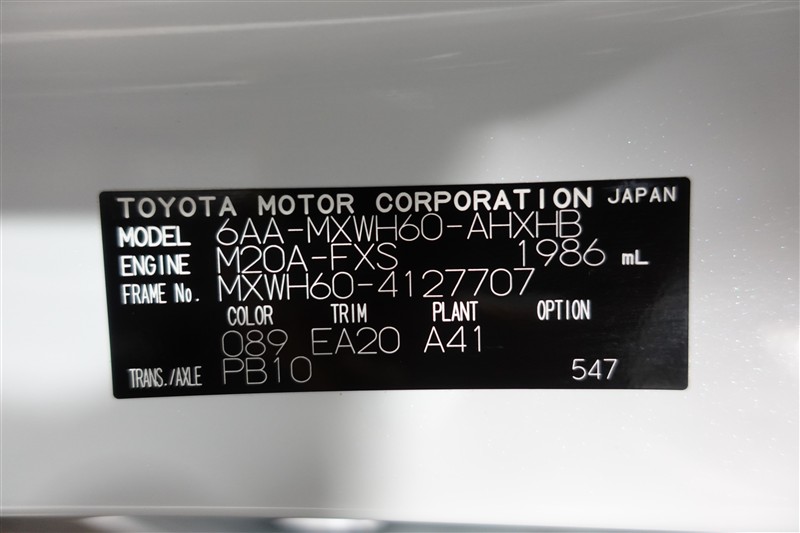 TOYOTA MOTOR CORPORATION JAPAN
MODEL 6AA-MXWH60-AHXHB
ENGINE M20A-FXS 1986 mL
FRAME No. MXWH60-4127707
COLOR TRIM PLANT OPTION
089 EA20 A41
TRANS./AXLE PB10 547